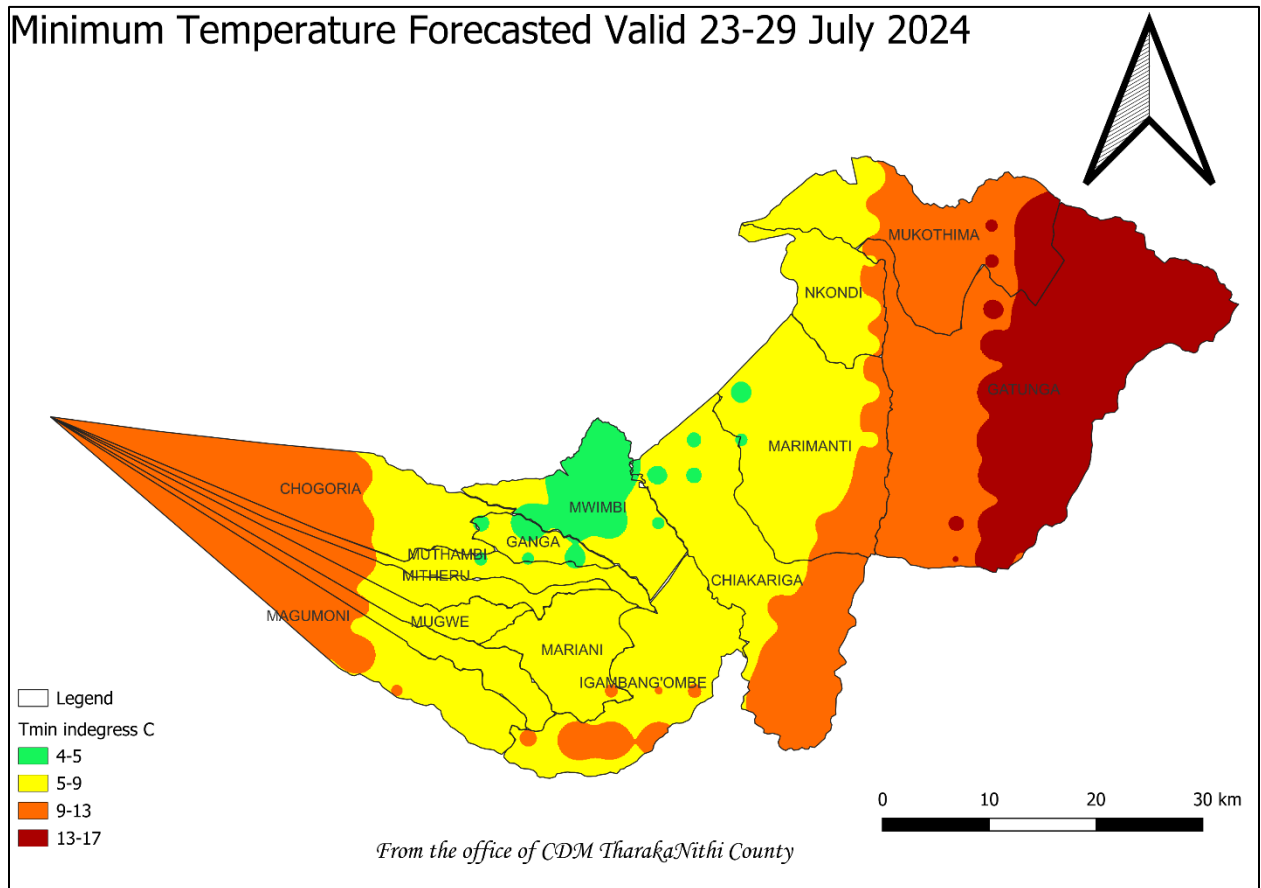 Minimum Temperature Forecasted Valid 23-29 July 2024
MUKOTHIMA
NKONDI
GATUNGA
MARIMANTI
CHOGORIA
MWIMBI
GANGA
MUTHAMBI
MITHERU
CHIAKARIGA
MAGUMONI
MUGWE
MARIANI
IGAMBANG'OMBE
Legend
Tmin indegress C
4-5
5-9
9-13
13-17
0 10 20 30 km
From the office of CDM TharakaNithi County